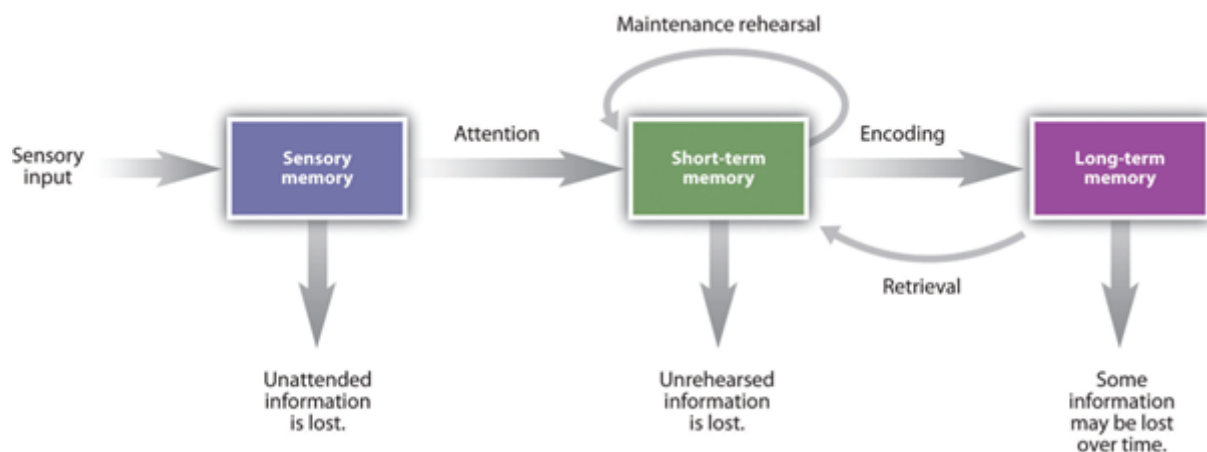 Maintenance rehearsal
Sensory
input
Sensory
memory
Attention
Short-term
memory
Encoding
Long-term
memory
Retrieval
Unattended
information
is lost.
Unrehearsed
information
is lost.
Some
information
may be lost
over time.